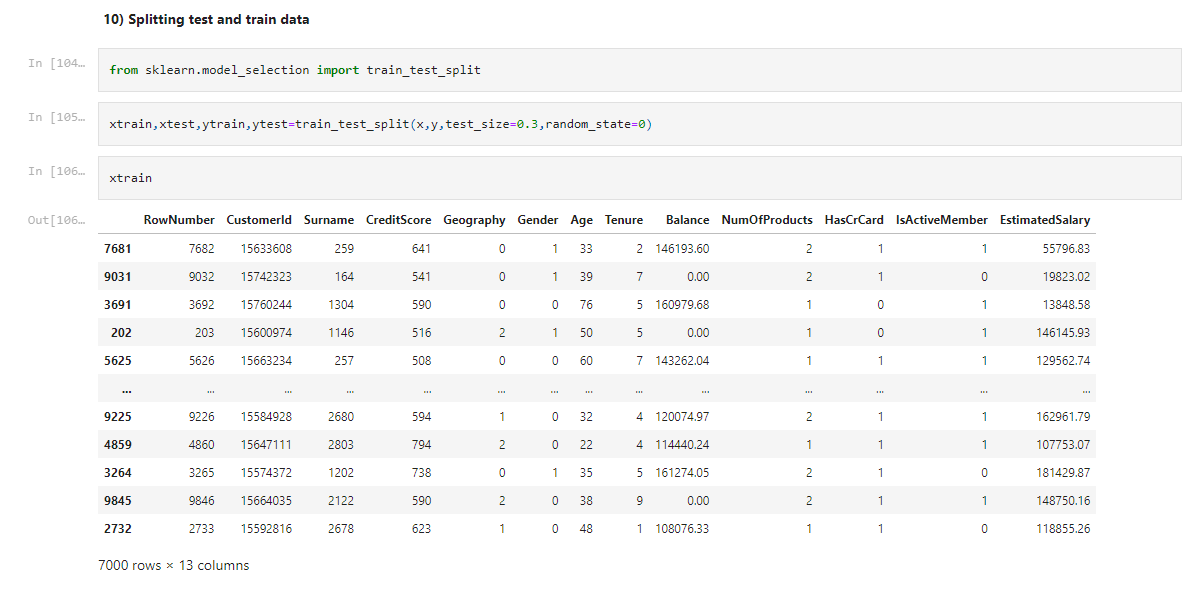 10) Splitting test and train data
In [104…
from sklearn.model_selection import train_test_split
In [105…
xtrain,xtest,ytrain,ytest=train_test_split(x,y,test_size=0.3,random_state=0)
In [106…
xtrain
Out[106…
RowNumber CustomerId Surname CreditScore Geography Gender Age Tenure Balance NumOfProducts HasCrCard IsActiveMember EstimatedSalary
7681 7682 15633608 259 641 0 1 33 2 146193.60 2 1 1 55796.83
9031 9032 15742323 164 541 0 1 39 7 0.00 2 1 0 19823.02
3691 3692 15760244 1304 590 0 0 76 5 160979.68 1 0 1 13848.58
202 203 15600974 1146 516 2 1 50 5 0.00 1 0 1 146145.93
5625 5626 15663234 257 508 0 0 60 7 143262.04 1 1 1 129562.74
... ... ... ... ... ... ... ... ... ... ... ... ... ...
9225 9226 15584928 2680 594 1 0 32 4 120074.97 2 1 1 162961.79
4859 4860 15647111 2803 794 2 0 22 4 114440.24 1 1 1 107753.07
3264 3265 15574372 1202 738 0 1 35 5 161274.05 2 1 0 181429.87
9845 9846 15664035 2122 590 2 0 38 9 0.00 2 1 1 148750.16
2732 2733 15592816 2678 623 1 0 48 1 108076.33 1 1 0 118855.26
7000 rows × 13 columns